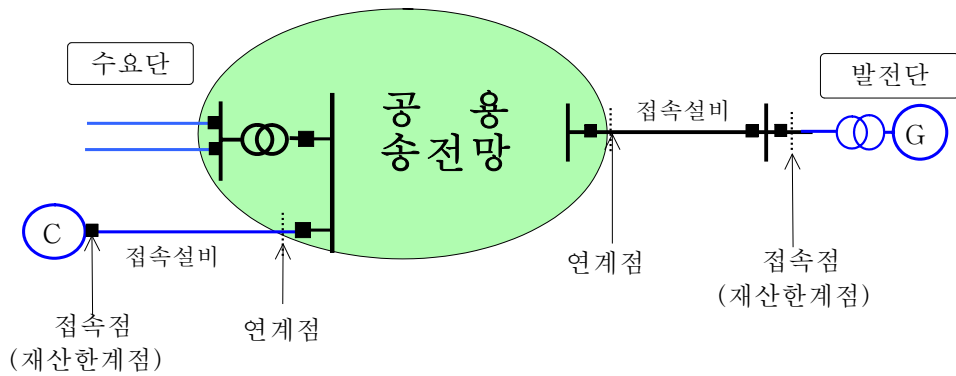 수요단
발전단
공 용
송전망
접속설비
G
C
접속설비
연계점
접속점
(재산한계점)
연계점
접속점
(재산한계점)